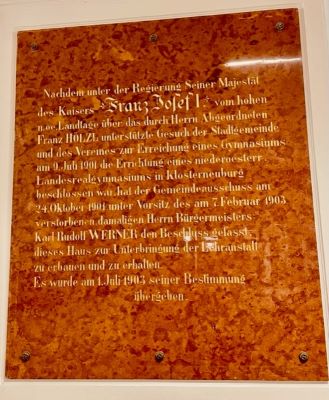 Nachdem unter der Regierung Seiner Majestät
des Kaisers Franz Josef I. vom hohen
n.oe. Landtage über das durch Herrn Abgeordneten
Franz HÖLZL unterstützte Gesuch der Stadtgemeinde
und des Vereines zur Erreichung eines Gymnasiums
am 9. Juli 1901 die Errichtung eines niederoesterr.
Landesrealgymnasiums in Klosterneuburg
beschlossen war, hat der Gemeindeausschuss am
24. Oktober 1901 unter Vorsitz des am 7. Februar 1903
verstorbenen damaligen Herrn Bürgermeisters
Karl Rudolf WERNER den Beschluss gefasst,
dieses Haus zur Unterbringung der Lehranstalt
zu erbauen und zu erhalten.
Es wurde am 1. Juli 1903 seiner Bestimmung
übergeben.